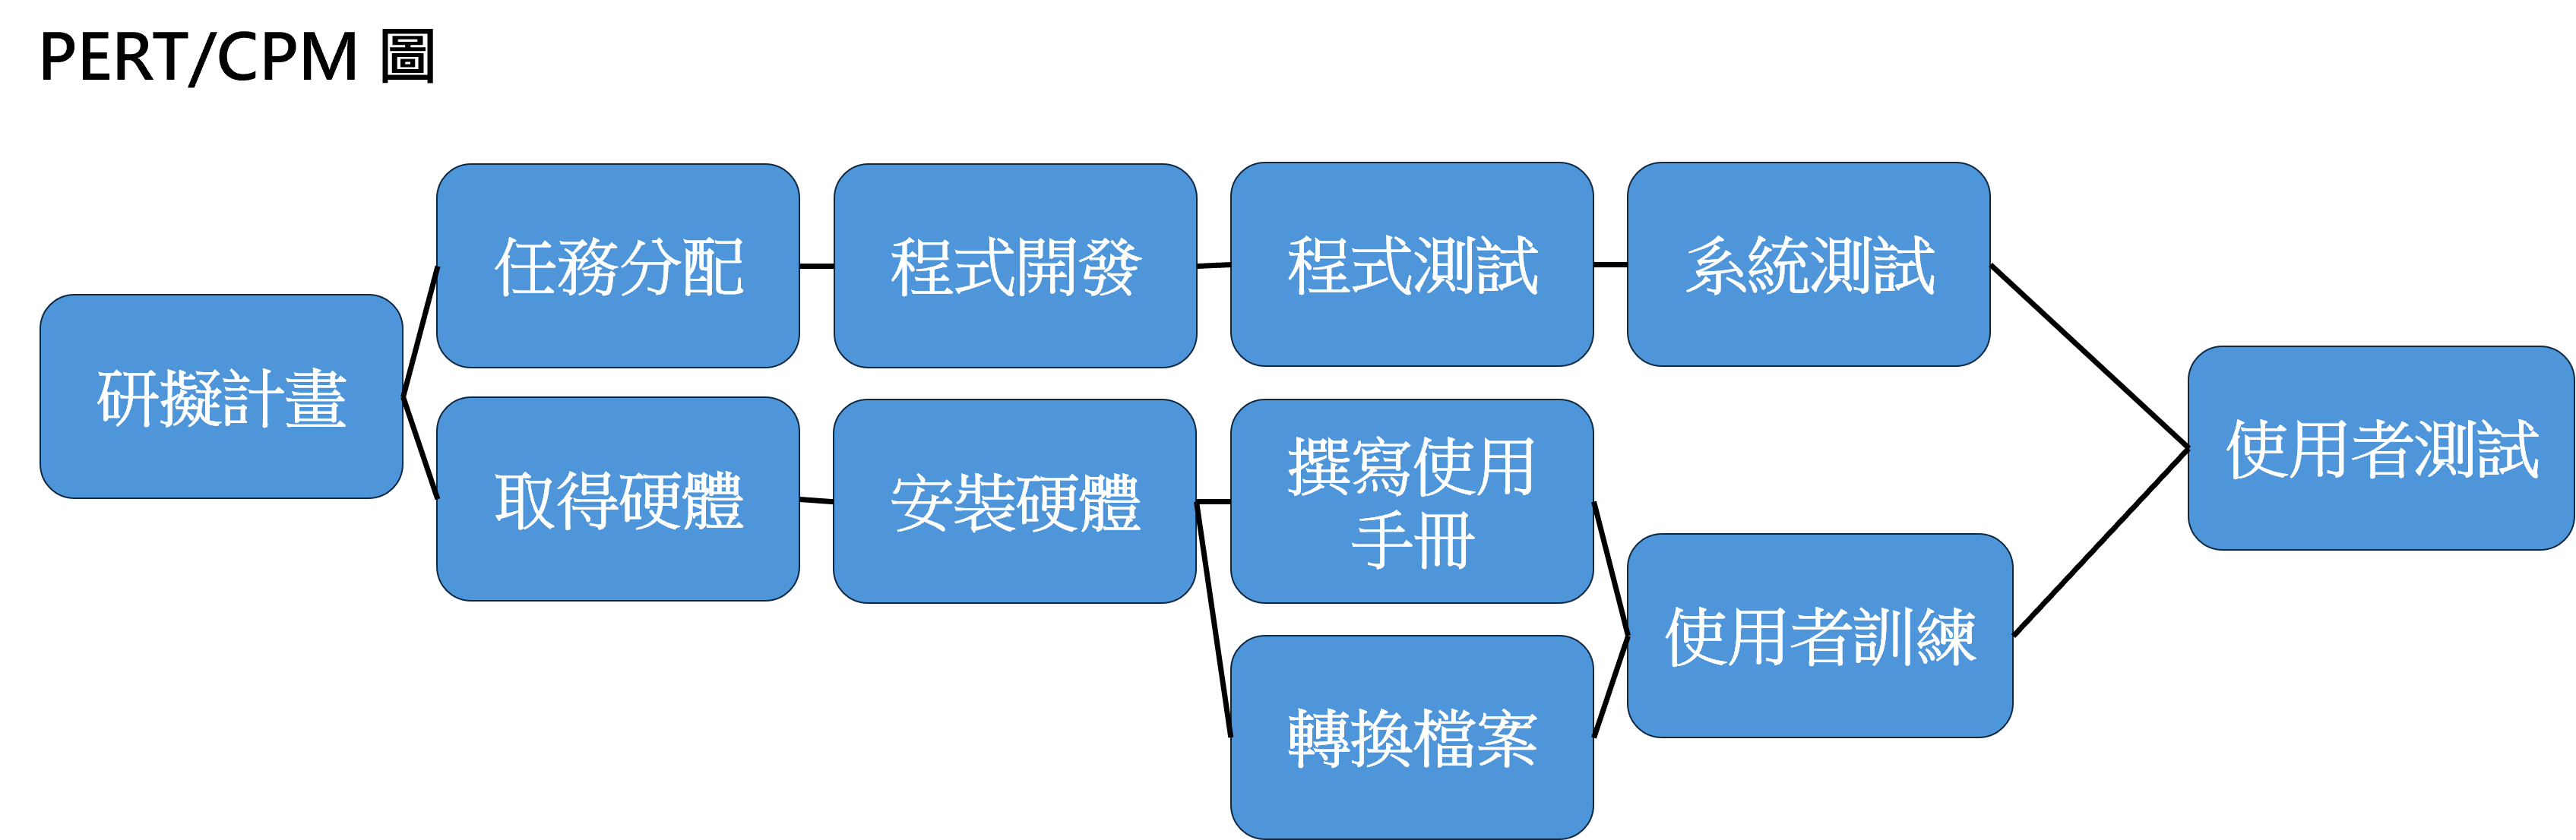 PERT/CPM 圖
研擬計畫
任務分配
程式開發
程式測試
系統測試
取得硬體
安裝硬體
撰寫使用
手冊
轉換檔案
使用者訓練
使用者測試